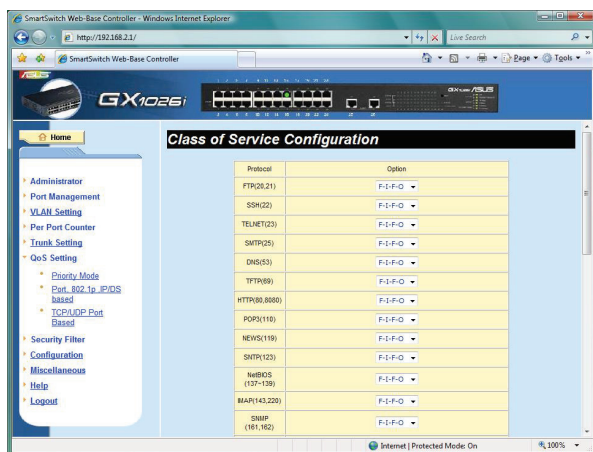 SmartSwitch Web-Base Controller - Windows Internet Explorer
http://192.168.2.1/
Live Search
SmartSwitch Web-Base Controller
Page
Tools
GX1026i
GX1026i /ISUS
Home
Class of Service Configuration
Administrator
Port Management
VLAN Setting
Per Port Counter
Trunk Setting
QoS Setting
Priority Mode
Port, 802.1p ,IP/DS
based
TCP/UDP Port
Based
Security Filter
Configuration
Miscellaneous
Help
Logout
Protocol Option
FTP(20,21) F-I-F-O
SSH(22) F-I-F-O
TELNET(23) F-I-F-O
SMTP(25) F-I-F-O
DNS(53) F-I-F-O
TFTP(69) F-I-F-O
HTTP(80,8080) F-I-F-O
POP3(110) F-I-F-O
NEWS(119) F-I-F-O
SNTP(123) F-I-F-O
NetBIOS
(137~139) F-I-F-O
IMAP(143,220) F-I-F-O
SNMP
(161,162) F-I-F-O
Internet | Protected Mode: On
100%